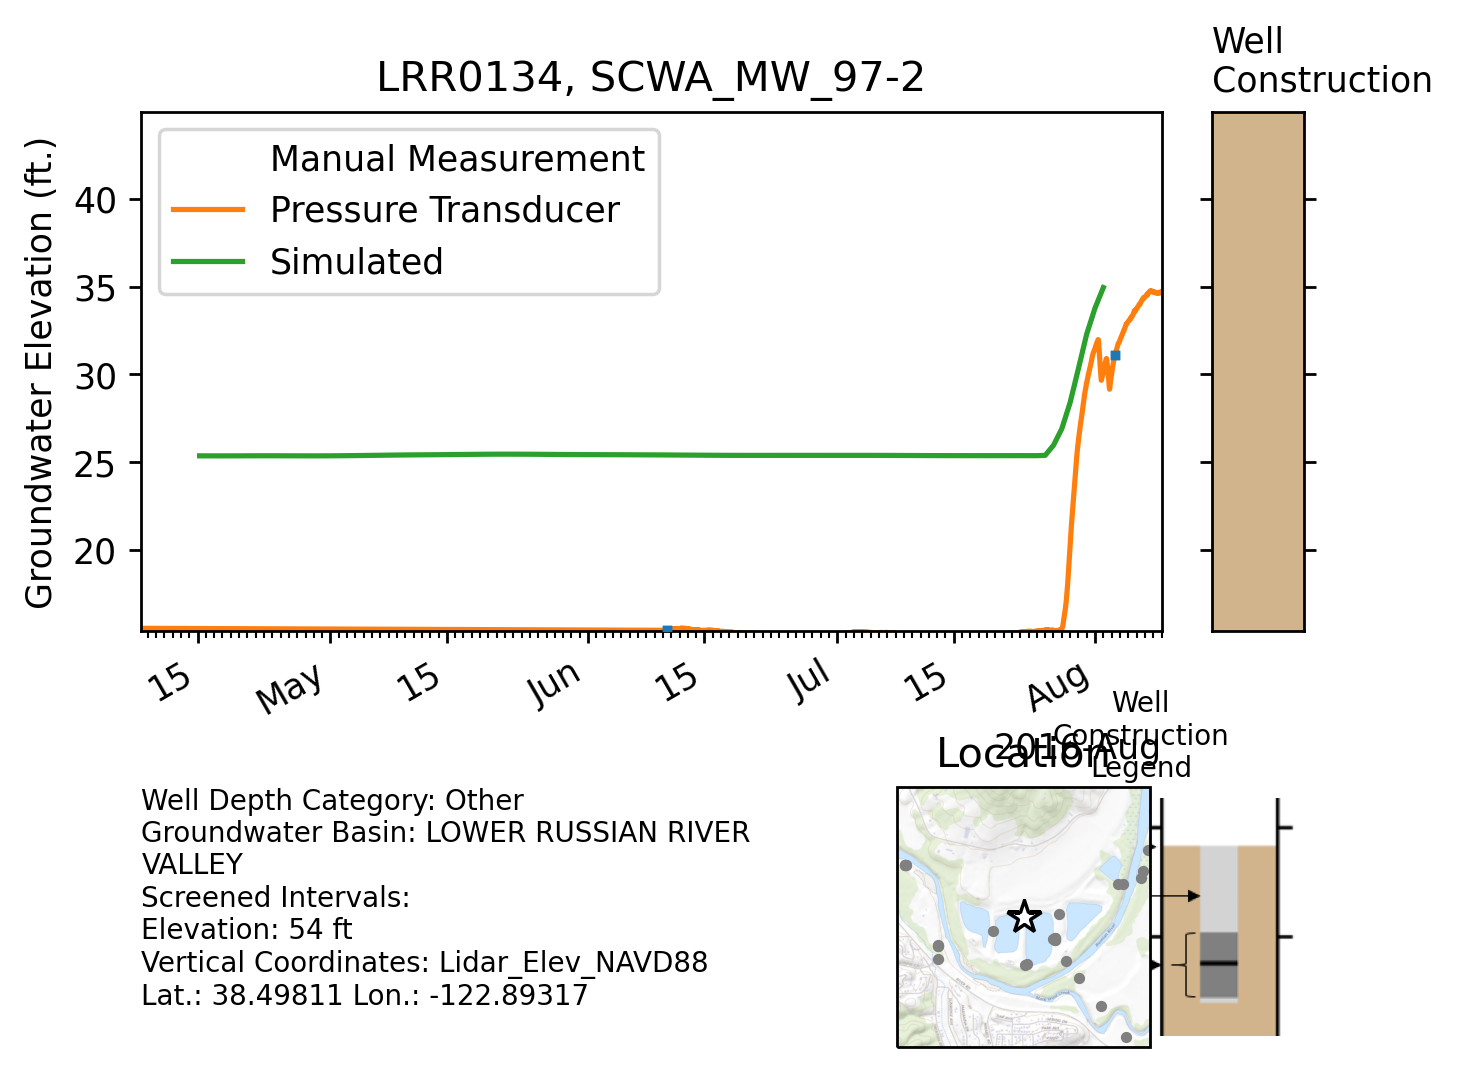 Well
Construction
LRR0134, SCWA_MW_97-2
Groundwater Elevation (ft.)
Manual Measurement
Pressure Transducer
Simulated
40
35
30
25
20
15
May
15
Jun
15
Jul
15
Aug
2016-Aug
Location
Well
Construction
Legend
Well Depth Category: Other
Groundwater Basin: LOWER RUSSIAN RIVER
VALLEY
Screened Intervals:
Elevation: 54 ft
Vertical Coordinates: Lidar_Elev_NAVD88
Lat.: 38.49811 Lon.: -122.89317